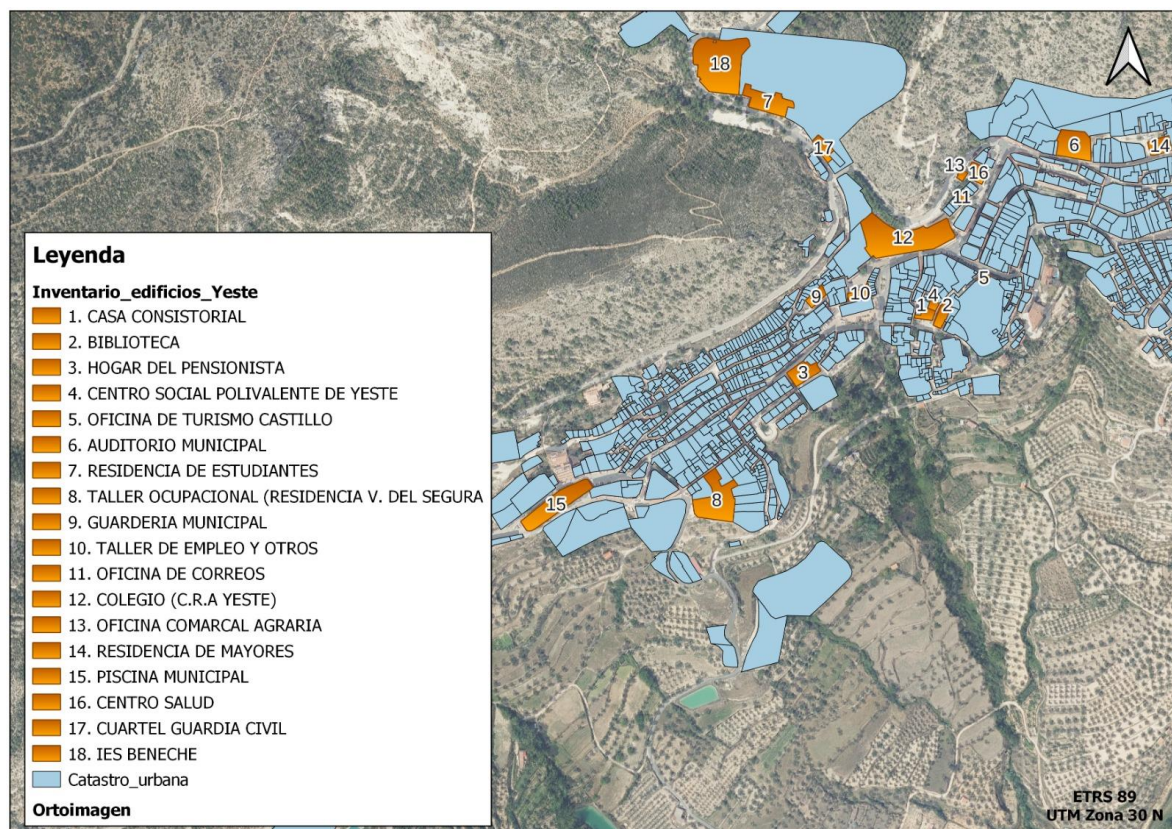 18
7
17
6
14
13
16
11
12
5
9
10
4
1
2
3
15
8
Leyenda
Inventario_edificios_Yeste
1. CASA CONSISTORIAL
2. BIBLIOTECA
3. HOGAR DEL PENSIONISTA
4. CENTRO SOCIAL POLIVALENTE DE YESTE
5. OFICINA DE TURISMO CASTILLO
6. AUDITORIO MUNICIPAL
7. RESIDENCIA DE ESTUDIANTES
8. TALLER OCUPACIONAL (RESIDENCIA V. DEL SEGURA
9. GUARDERIA MUNICIPAL
10. TALLER DE EMPLEO Y OTROS
11. OFICINA DE CORREOS
12. COLEGIO (C.R.A YESTE)
13. OFICINA COMARCAL AGRARIA
14. RESIDENCIA DE MAYORES
15. PISCINA MUNICIPAL
16. CENTRO SALUD
17. CUARTEL GUARDIA CIVIL
18. IES BENECHE
Catastro_urbana
Ortoimagen
ETRS 89
UTM Zona 30 N